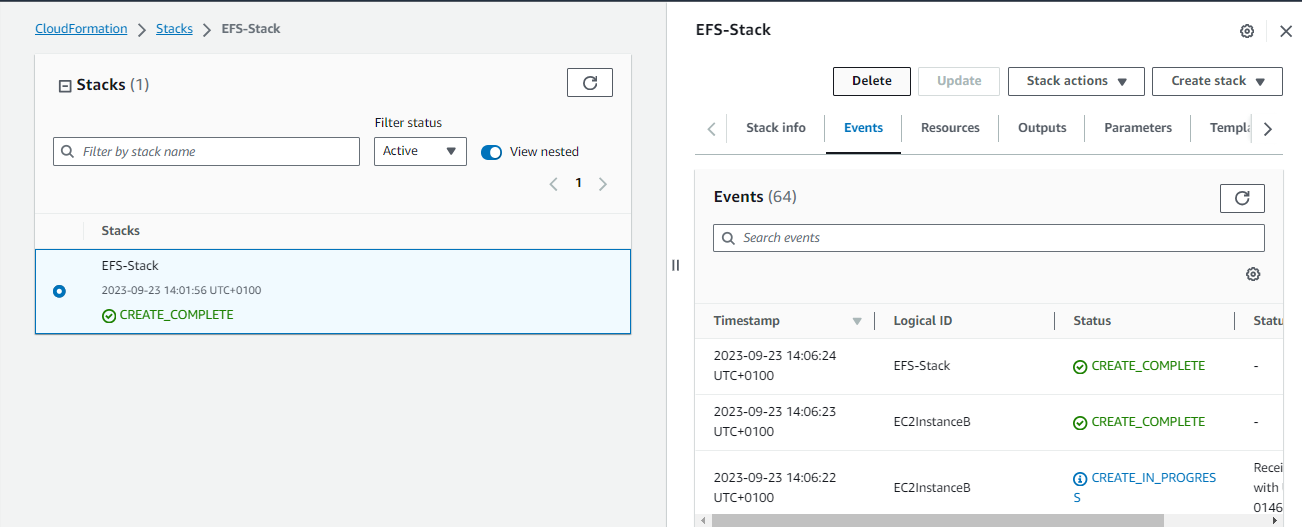 CloudFormation > Stacks > EFS-Stack
Stacks (1)
Filter status
Filter by stack name
Active
View nested
1
Stacks
EFS-Stack
2023-09-23 14:01:56 UTC+0100
CREATE_COMPLETE
EFS-Stack
Delete Update Stack actions Create stack
Stack info Events Resources Outputs Parameters
Events (64)
Search events
Timestamp Logical ID Status
2023-09-23 14:06:24
UTC+0100
EFS-Stack
CREATE_COMPLETE
-
2023-09-23 14:06:23
UTC+0100
EC2InstanceB
CREATE_COMPLETE
-
2023-09-23 14:06:22
UTC+0100
EC2InstanceB
CREATE_IN_PROGRES
S
with
0146